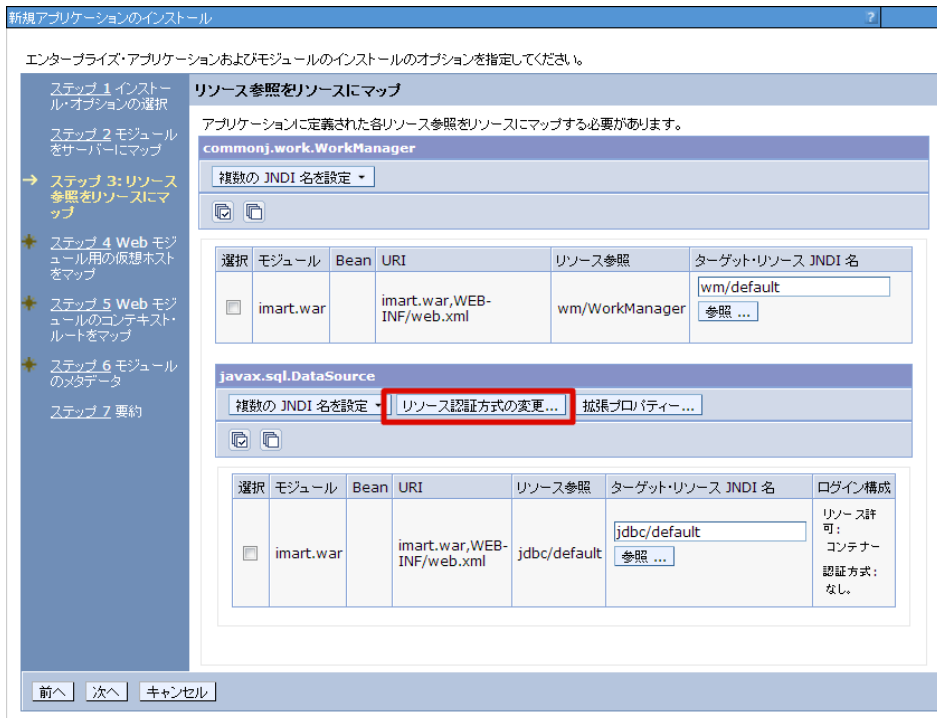 新規アプリケーションのインストール
?
エンタープライズ・アプリケーションおよびモジュールのインストールのオプションを指定してください。
ステップ 1 インストー
ル・オプションの選択
ステップ 2 モジュール
をサーバーにマップ
ステップ 3: リソース
参照をリソースにマ
ップ
ステップ 4 Web モジ
ュール用の仮想ホスト
をマップ
ステップ 5 Web モジ
ュールのコンテキスト・
ルートをマップ
ステップ 6 モジュール
のメタデータ
ステップ 7 要約
リソース参照をリソースにマップ
アプリケーションに定義された各リソース参照をリソースにマップする必要があります。
commonj.work.WorkManager
複数の JNDI 名を設定
選択 モジュール Bean URI リソース参照 ターゲット・リソース JNDI 名
imart.war
imart.war,WEB-
INF/web.xml
wm/WorkManager
wm/default
参照 ...
javax.sql.DataSource
複数の JNDI 名を設定 リソース認証方式の変更... 拡張プロパティー...
選択 モジュール Bean URI リソース参照 ターゲット・リソース JNDI 名 ログイン構成
imart.war
imart.war,WEB-
INF/web.xml
jdbc/default
jdbc/default
参照 ...
リソース許
可:
コンテナー
認証方式:
なし。
前へ 次へ キャンセル